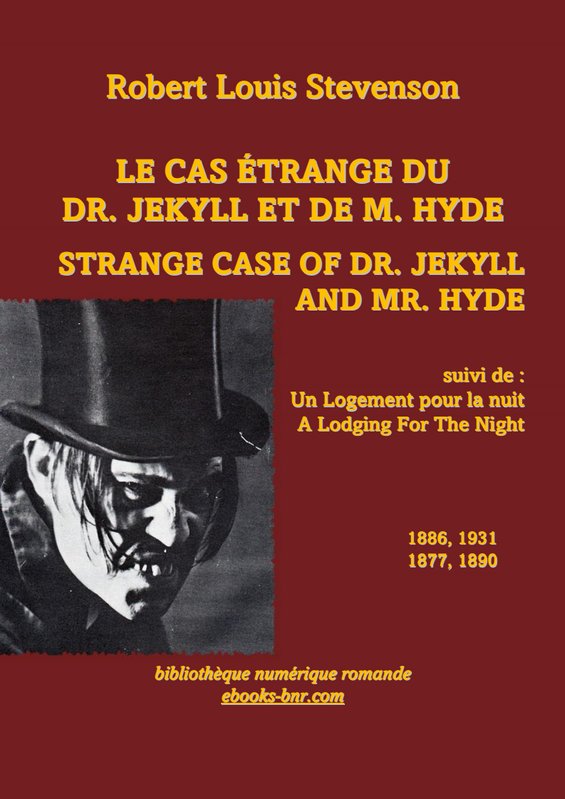 Robert Louis Stevenson
LE CAS ÉTRANGE DU
DR. JEKYLL ET DE M. HYDE
STRANGE CASE OF DR. JEKYLL
AND MR. HYDE
suivi de :
Un Logement pour la nuit
A Lodging For The Night
1886, 1931
1877, 1890
bibliothèque numérique romande
ebooks-bnr.com